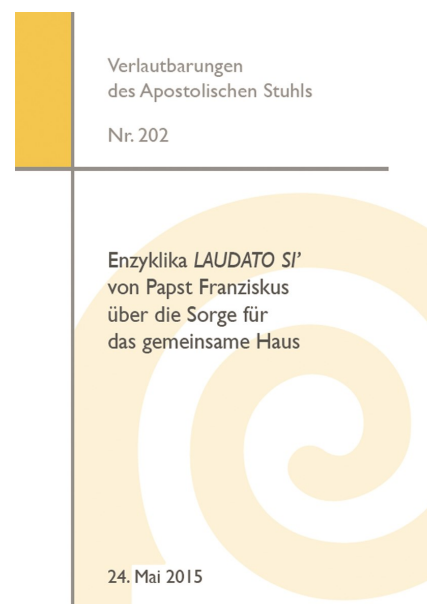 Verlautbarungen
des Apostolischen Stuhls
Nr. 202
Enzyklika LAUDATO SI’
von Papst Franziskus
über die Sorge für
das gemeinsame Haus
24. Mai 2015